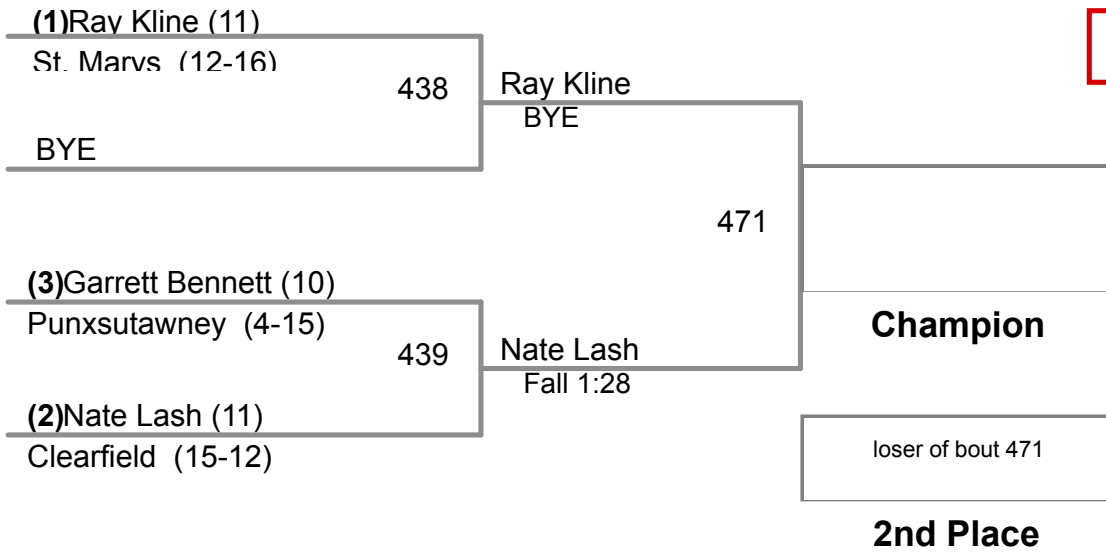 (1)Ray Kline (11)
St. Marys (12-16)
438
Ray Kline
BYE
BYE
471
(3)Garrett Bennett (10)
Punxsutawney (4-15)
439
Nate Lash
Fall 1:28
(2)Nate Lash (11)
Clearfield (15-12)
Champion
loser of bout 471
2nd Place